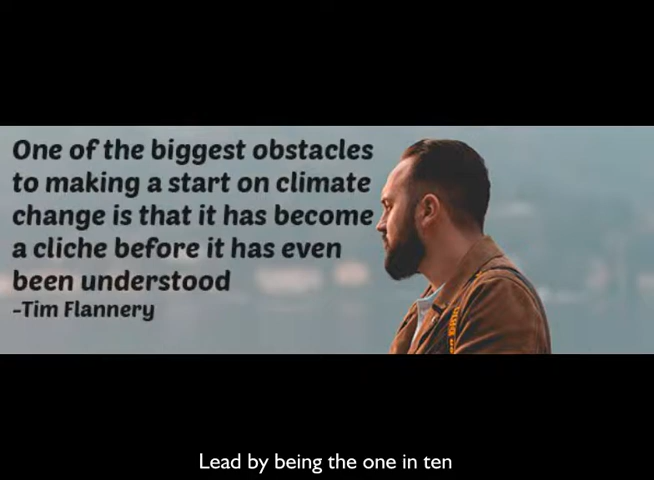 One of the biggest obstacles
to making a start on climate
change is that it has become
a cliche before it has even
been understood
-Tim Flannery
Lead by being the one in ten